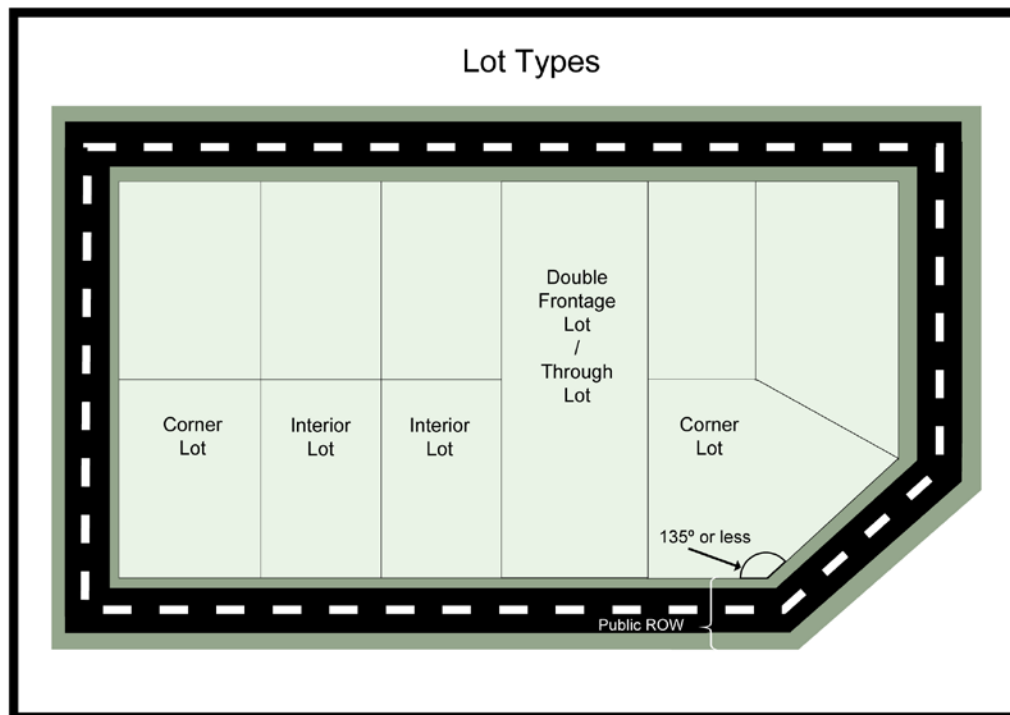 Lot Types
Double
Frontage
Lot
/
Through
Lot
Corner
Lot
Interior
Lot
Interior
Lot
Corner
Lot
135º or less
Public ROW